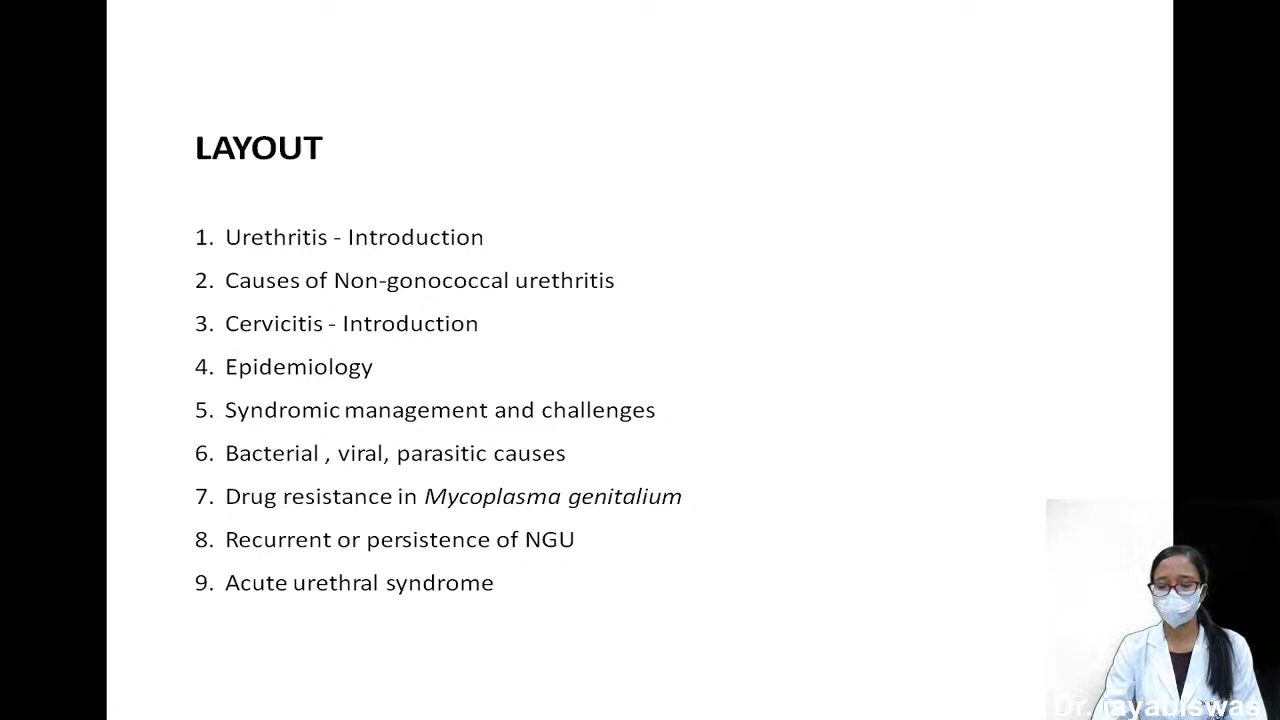 LAYOUT
1. Urethritis - Introduction
2. Causes of Non-gonococcal urethritis
3. Cervicitis - Introduction
4. Epidemiology
5. Syndromic management and challenges
6. Bacterial , viral, parasitic causes
7. Drug resistance in Mycoplasma genitalium
8. Recurrent or persistence of NGU
9. Acute urethral syndrome
Dr. jayabiswas